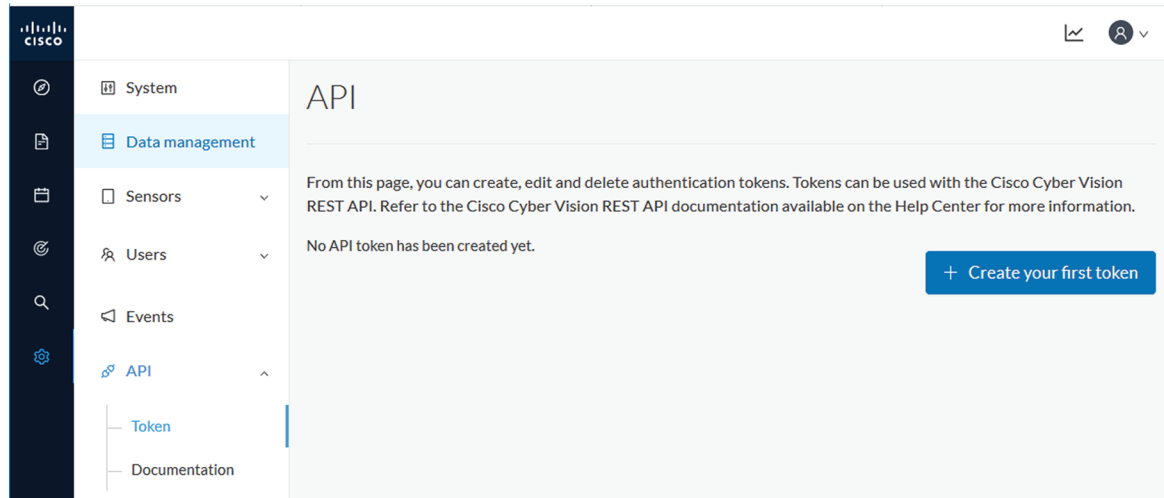 CISCO
System
Data management
Sensors
Users
Events
API
Token
Documentation
API
From this page, you can create, edit and delete authentication tokens. Tokens can be used with the Cisco Cyber Vision
REST API. Refer to the Cisco Cyber Vision REST API documentation available on the Help Center for more information.
No API token has been created yet.
+ Create your first token